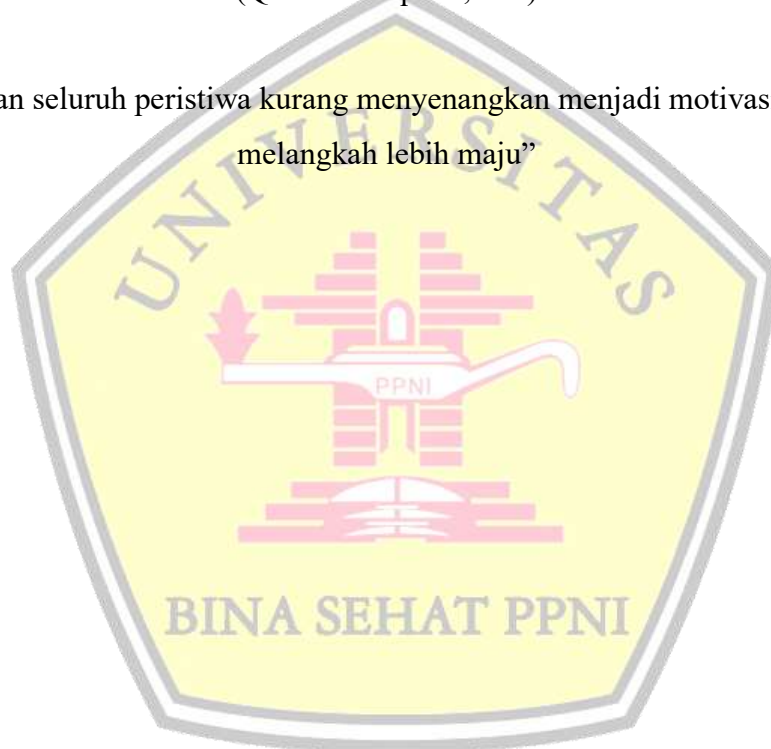 an seluruh peristiwa kurang menyenangkan menjadi motivas
melangkah lebih maju”
UNIVERSITAS
PPNI
BINA SEHAT PPNI